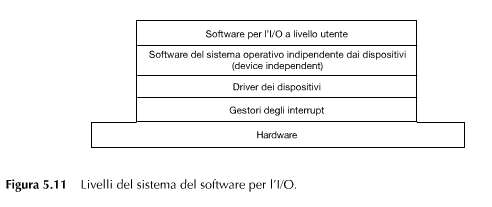 Software per l'I/O a livello utente
Software del sistema operativo indipendente dai dispositivi
(device independent)
Driver dei dispositivi
Gestori degli interrupt
Hardware
Figura 5.11 Livelli del sistema del software per l'I/O.